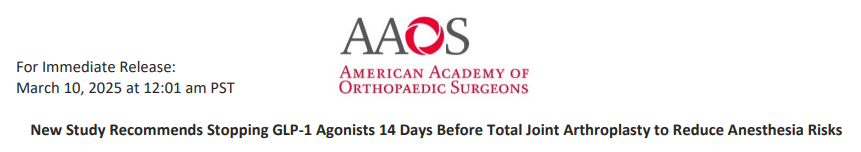 AAOS
For Immediate Release:
AMERICAN ACADEMY OF
March 10, 2025 at 12:01 am PST
ORTHOPAEDIC SURGEONS
New Study Recommends Stopping GLP-1 Agonists 14 Days Before Total Joint Arthroplasty to Reduce Anesthesia Risks